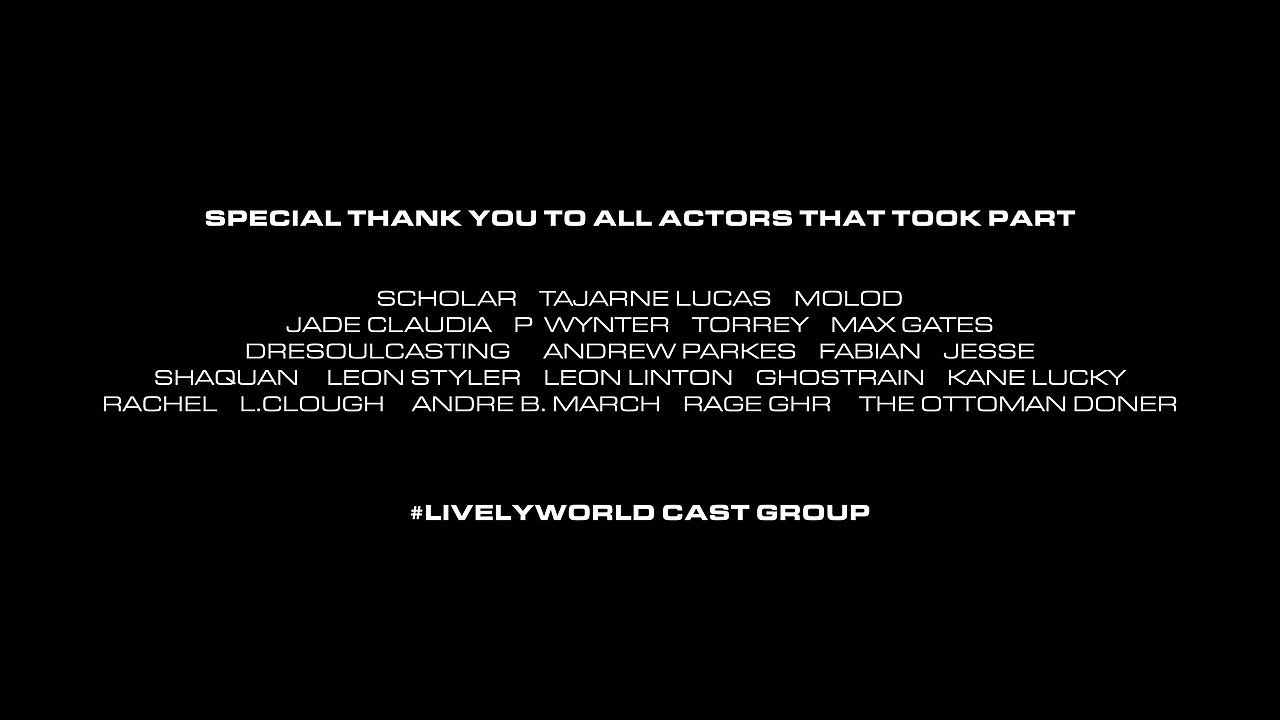 SPECIAL THANK YOU TO ALL ACTORS THAT TOOK PART
SCHOLAR TAJARNE LUCAS MOLOD
JADE CLAUDIA P WYNTER TORREY MAX GATES
DRESOULCASTING ANDREW PARKES FABIAN JESSE
SHAQUAN LEON STYLER LEON LINTON GHOSTRAIN KANE LUCKY
RACHEL L.CLOUGH ANDRE B. MARCH RAGE GHR THE OTTOMAN DONER
#LIVELYWORLD CAST GROUP